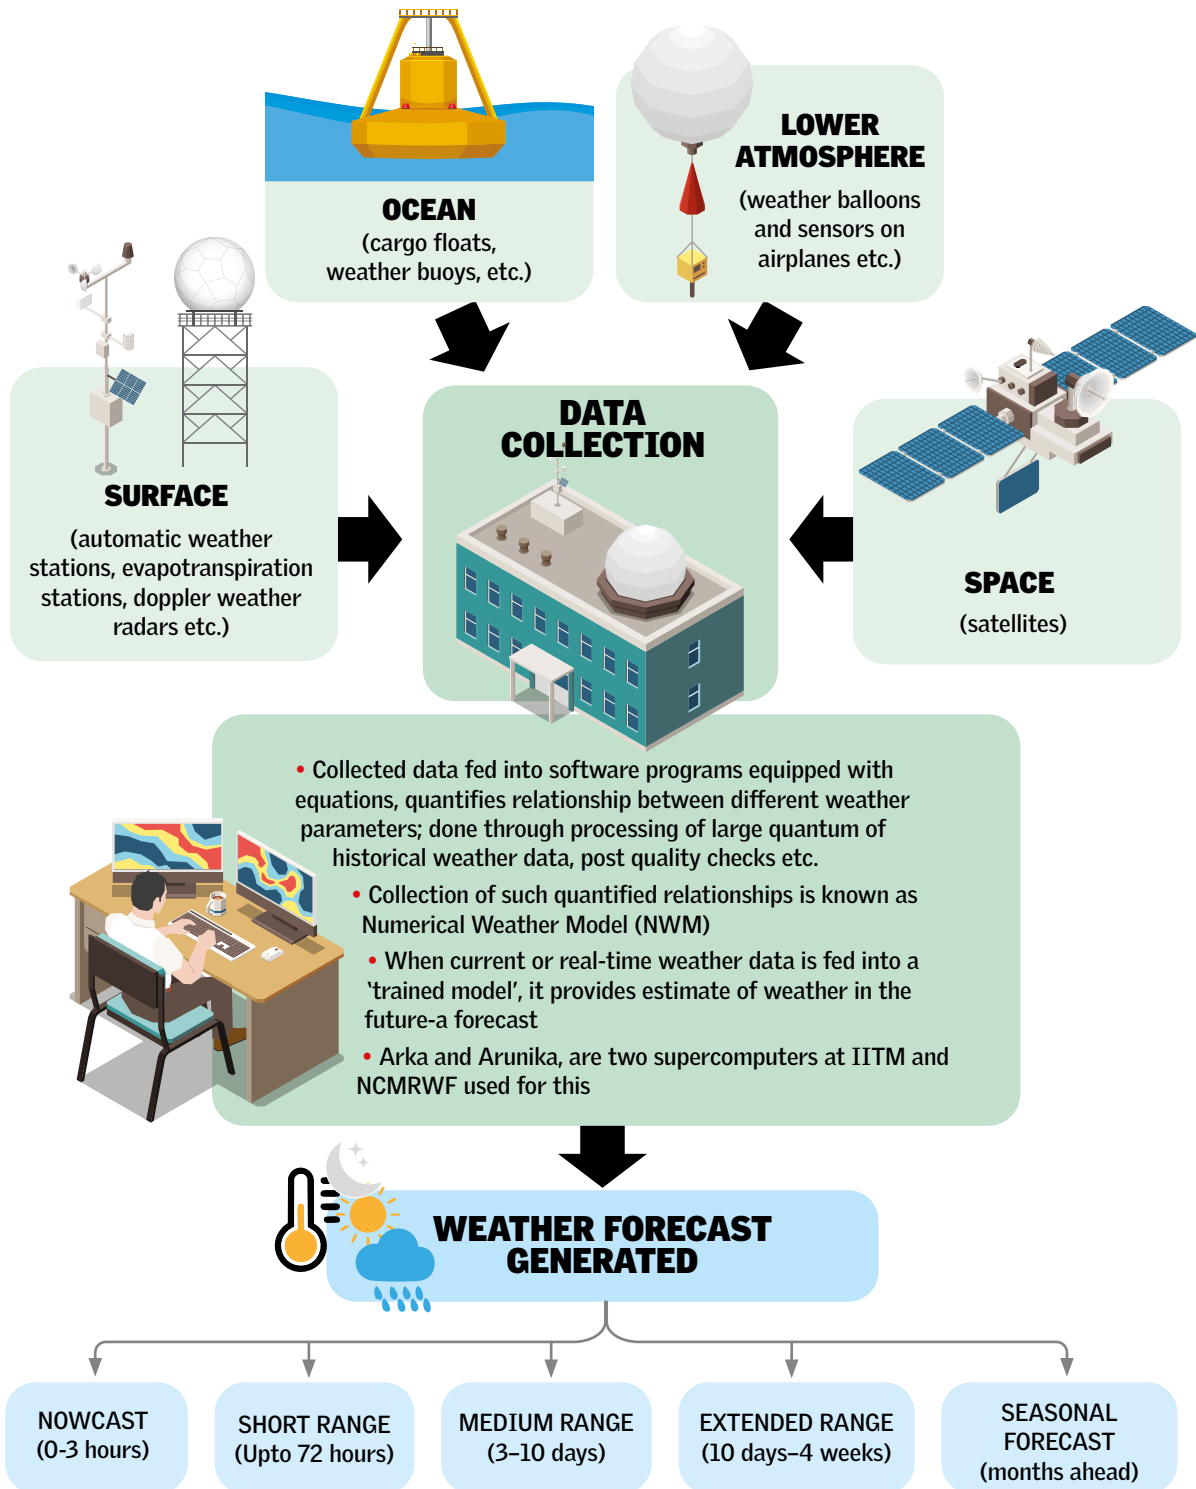 OCEAN
(cargo floats,
weather buoys, etc.)
LOWER
ATMOSPHERE
(weather balloons
and sensors on
airplanes etc.)
SURFACE
(automatic weather
stations, evapotranspiration
stations, doppler weather
radars etc.)
DATA
COLLECTION
SPACE
(satellites)
• Collected data fed into software programs equipped with
equations, quantifies relationship between different weather
parameters; done through processing of large quantum of
historical weather data, post quality checks etc.
• Collection of such quantified relationships is known as
Numerical Weather Model (NWM)
• When current or real-time weather data is fed into a
‘trained model’, it provides estimate of weather in the
future-a forecast
• Arka and Arunika, are two supercomputers at IITM and
NCMRWF used for this
WEATHER FORECAST
GENERATED
NOWCAST
(0-3 hours)
SHORT RANGE
(Upto 72 hours)
MEDIUM RANGE
(3–10 days)
EXTENDED RANGE
(10 days–4 weeks)
SEASONAL
FORECAST
(months ahead)